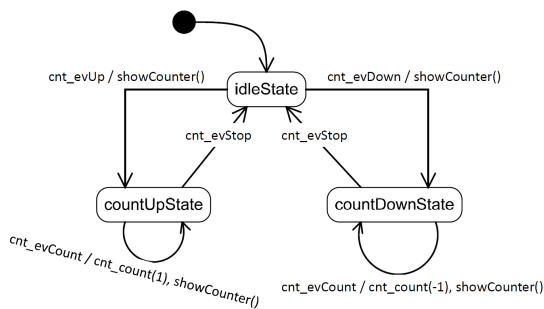 cnt_evUp / showCounter()
cnt_evDown / showCounter()
idleState
cnt_evStop
cnt_evStop
countUpState
countDownState
cnt_evCount / cnt_count(1), showCounter()
cnt_evCount / cnt_count(-1), showCounter()